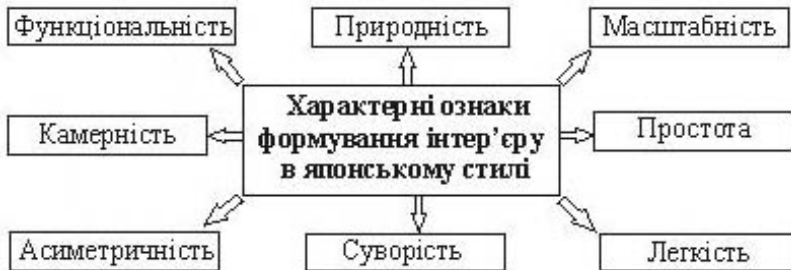 Функціональність
Природність
Масштабність
Характерні ознаки
формування інтер’єру
в японському стилі
Камерність
Простота
Асиметричність
Суворість
Легкість